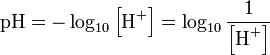 pH = − log₁₀ [H⁺] = log₁₀ 1/[H⁺]